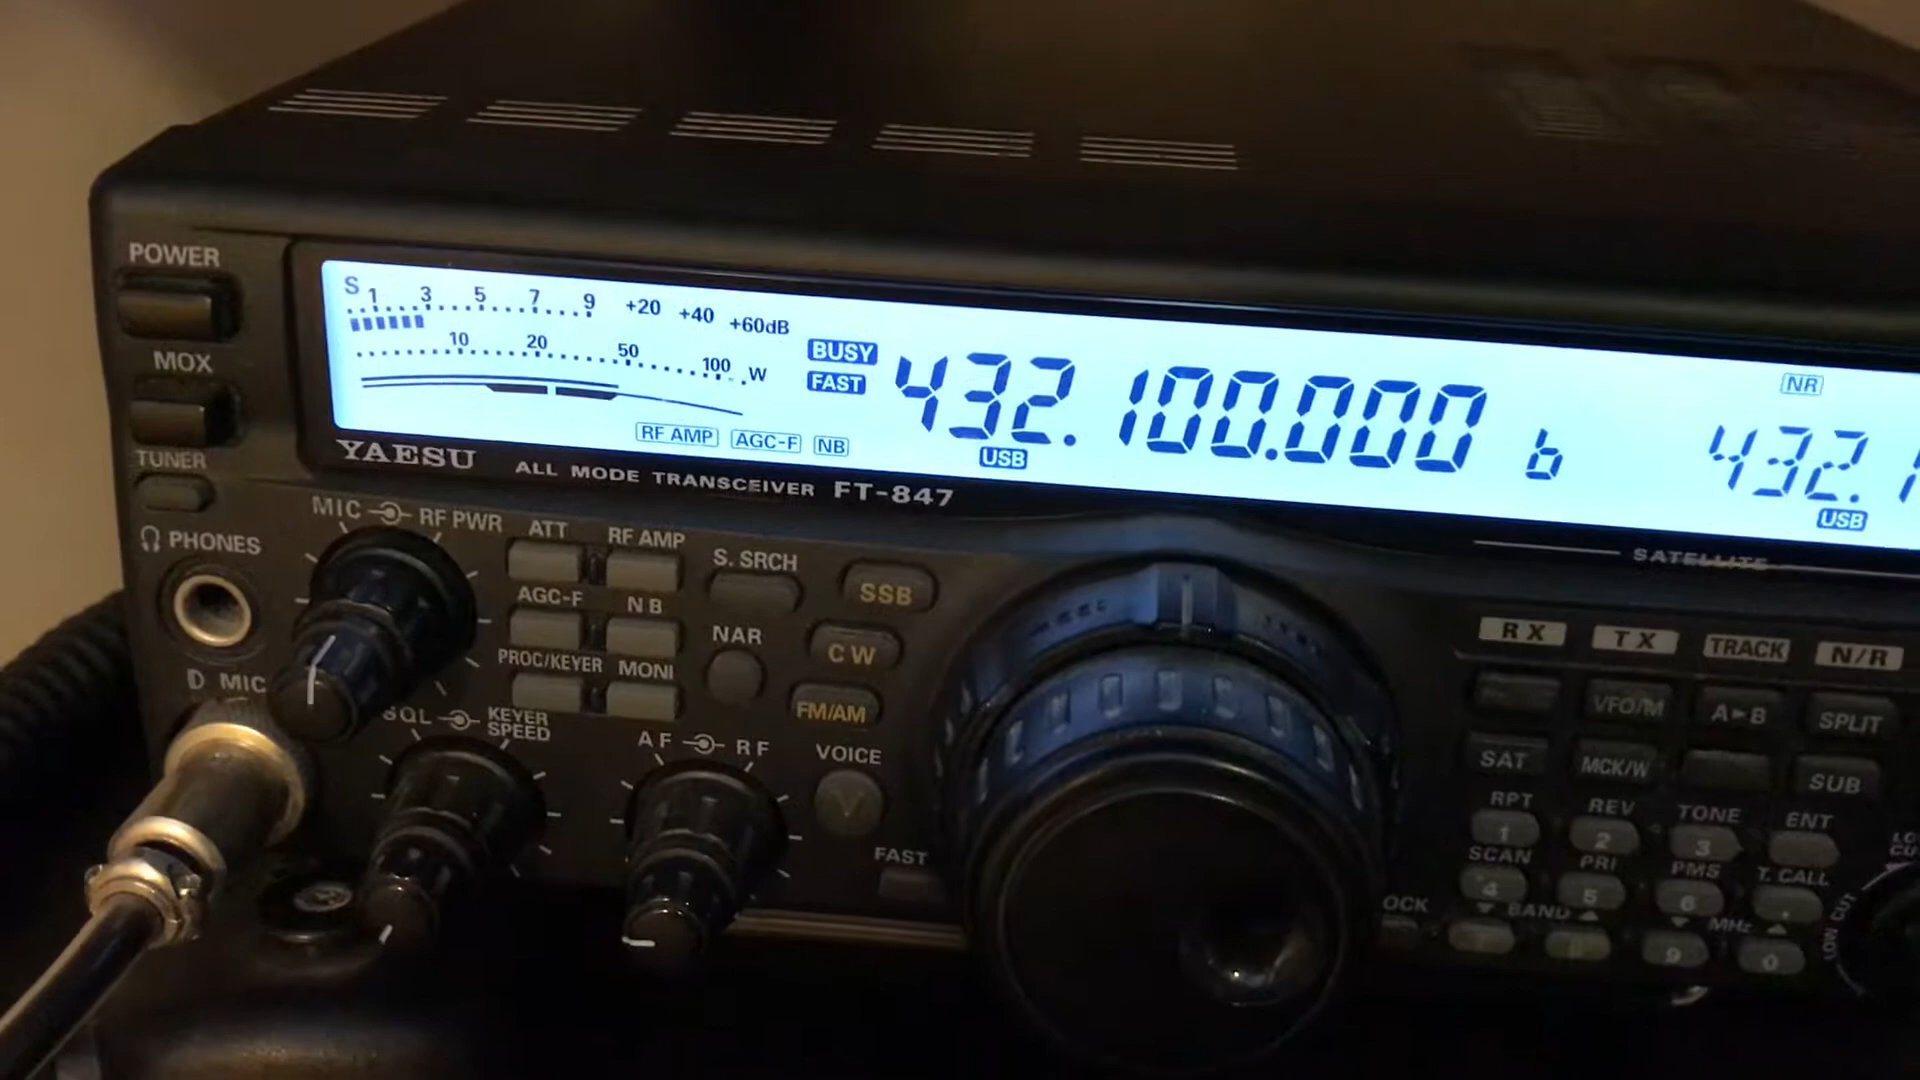 POWER
MOX
TUNER
PHONES
D MIC
S 1 3 5 7 9 +20 +40 +60dB
10 20 50 100 W
BUSY
FAST
432.100.000 b
USB
RF AMP AGC-F NB
NR
432.1
USB
YAESU ALL MODE TRANSCEIVER FT-847
SATELLITE
MIC RF PWR
ATT RF AMP
S. SRCH
SSB
AGC-F NB
NAR
CW
PROC/KEYER MONI
FM/AM
SQL KEYER SPEED
AF RF
VOICE
V
FAST
RX TX TRACK N/R
VFO/M A►B SPLIT
SAT MCK/W SUB
RPT REV TONE ENT
1 2 3
SCAN PRI PMS T. CALL
4 5 6 .
OCK
▼ BAND ▲ ▼ MHz ▲
9 0
LOW CUT